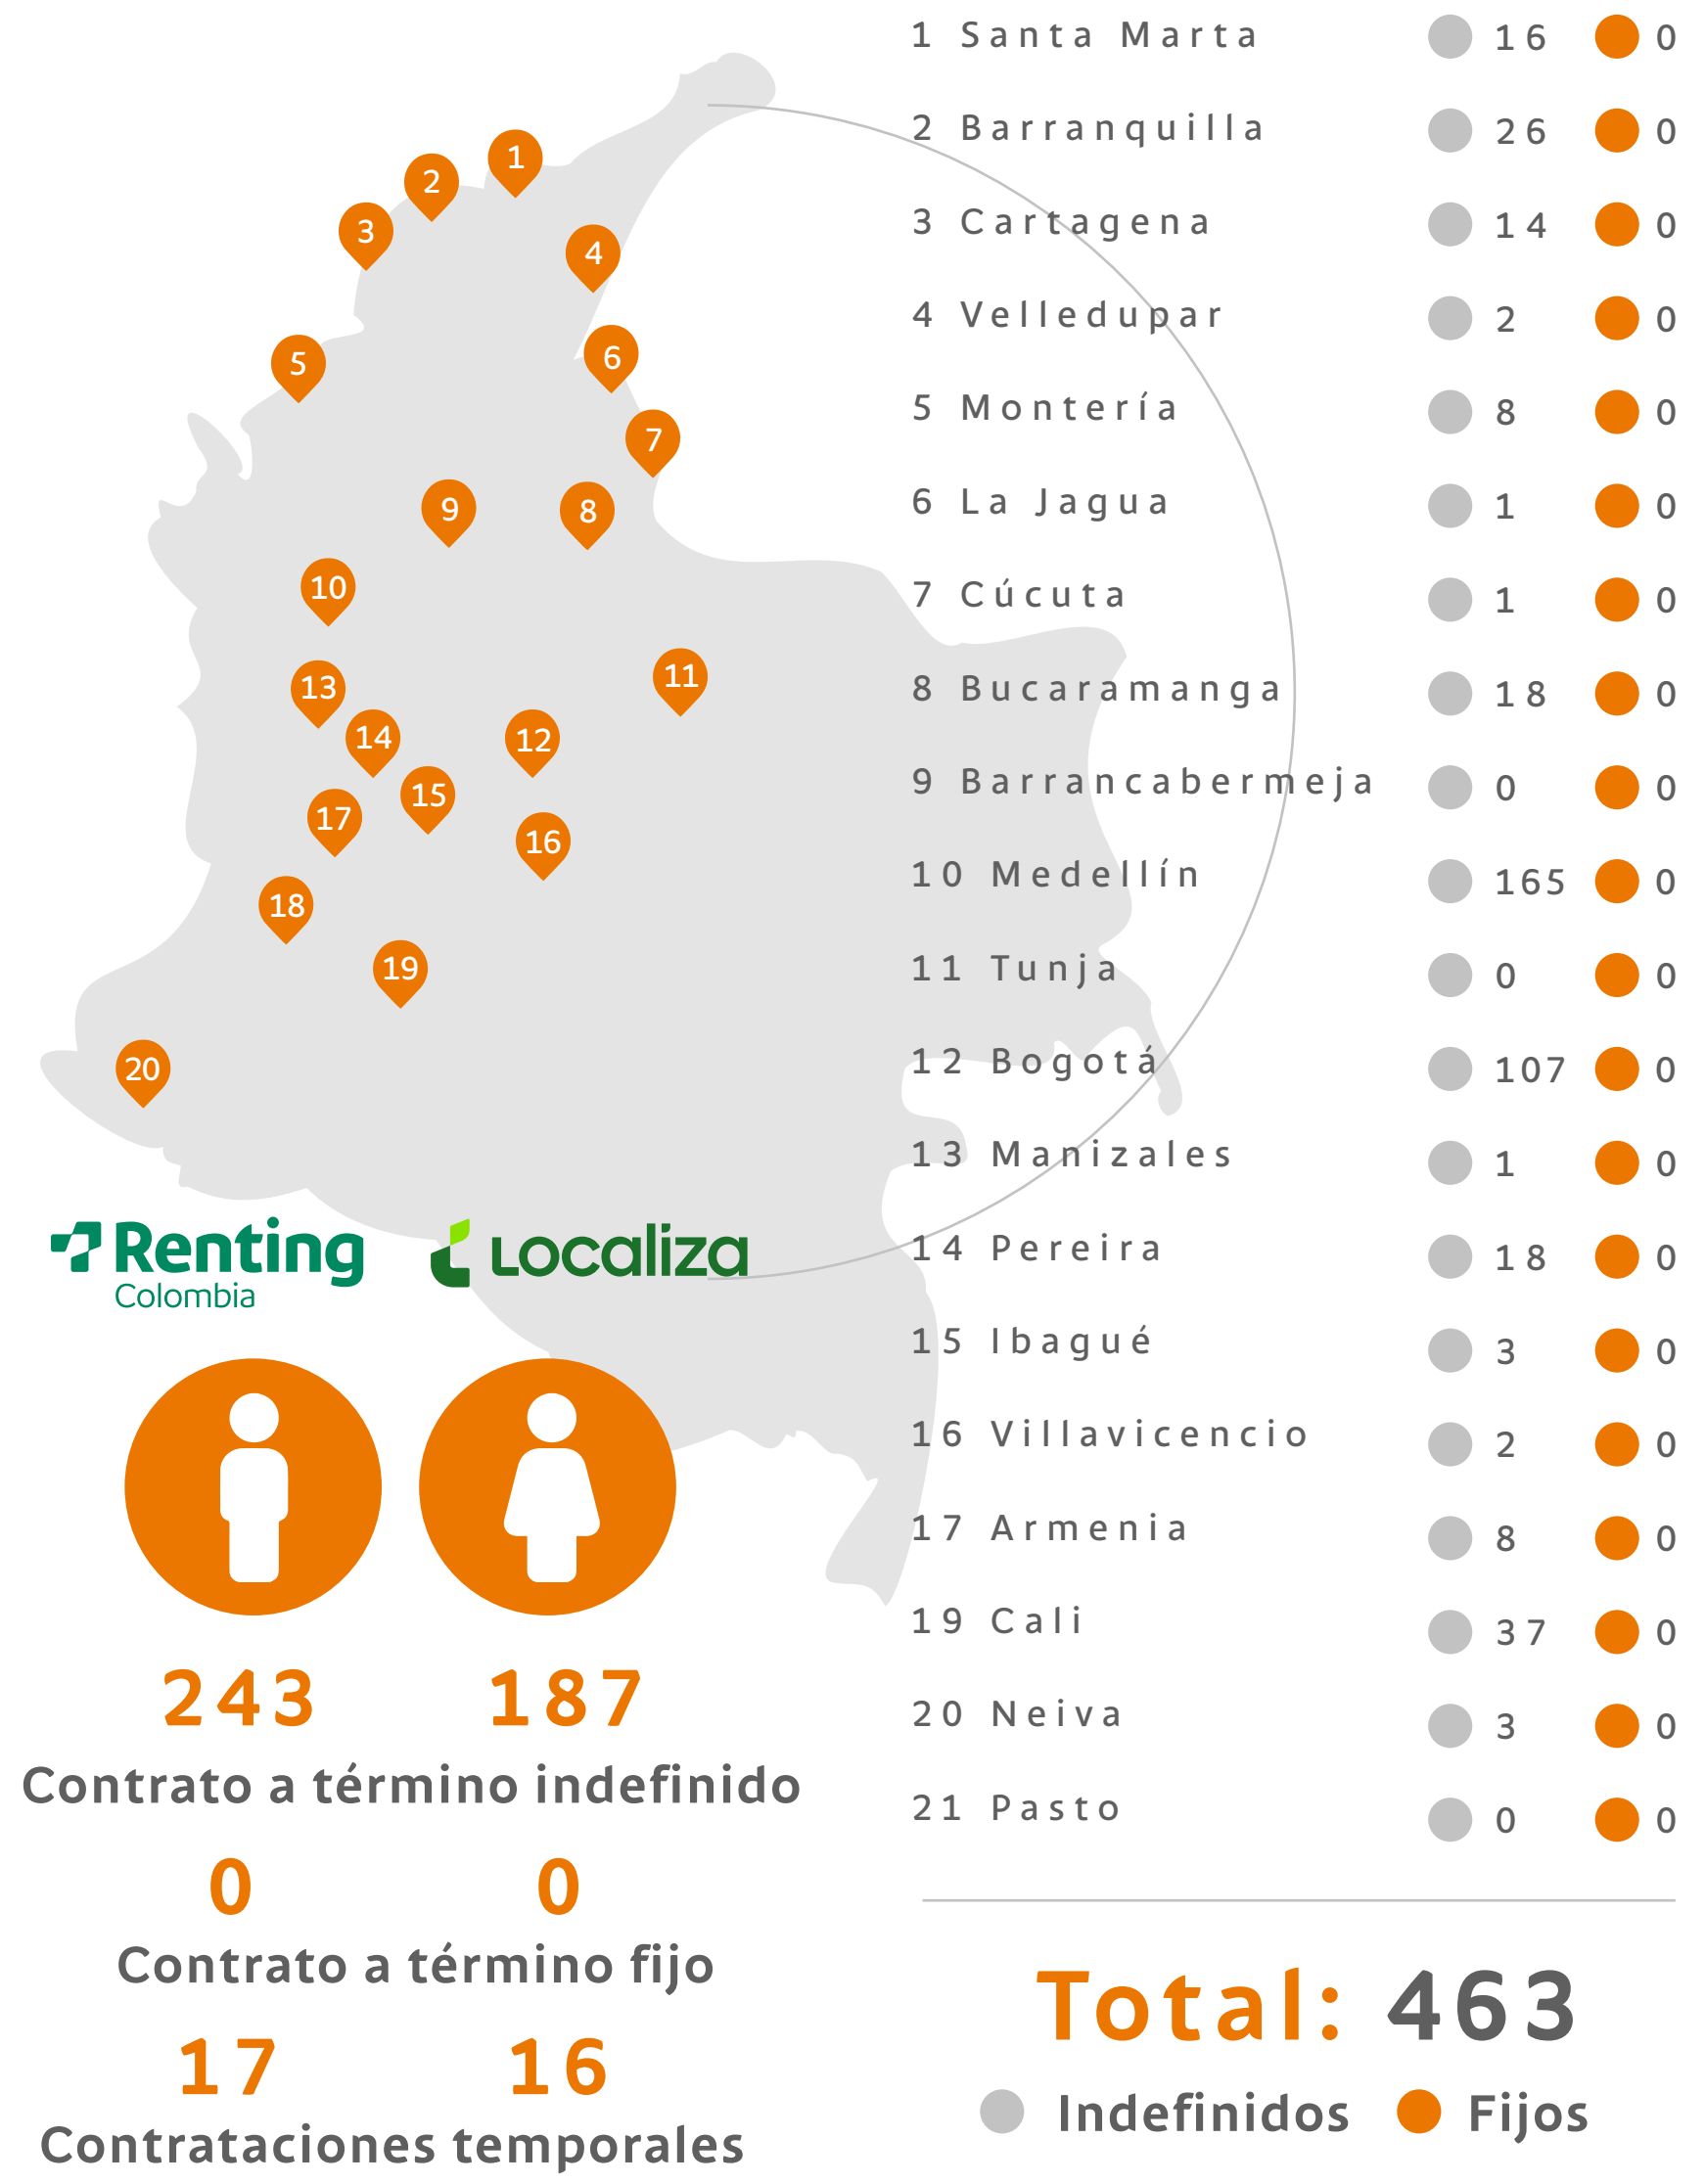 1 Santa Marta 16 0
2 Barranquilla 26 0
3 Cartagena 14 0
4 Velledupar 2 0
5 Montería 8 0
6 La Jagua 1 0
7 Cúcuta 1 0
8 Bucaramanga 18 0
9 Barrancabermeja 0 0
10 Medellín 165 0
11 Tunja 0 0
12 Bogotá 107 0
13 Manizales 1 0
14 Pereira 18 0
15 Ibagué 3 0
16 Villavicencio 2 0
17 Armenia 8 0
19 Cali 37 0
20 Neiva 3 0
21 Pasto 0 0
Total: 463
Indefinidos Fijos
1
2
3
4
5
6
7
9
8
10
11
13
14
12
15
17
16
18
19
20
Renting
Colombia
Localiza
243 187
Contrato a término indefinido
0 0
Contrato a término fijo
17 16
Contrataciones temporales